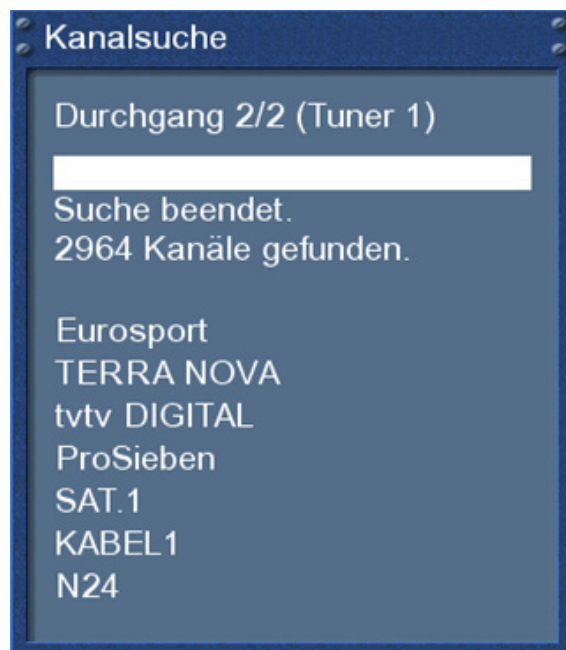 Kanalsuche
Durchgang 2/2 (Tuner 1)
Suche beendet.
2964 Kanäle gefunden.
Eurosport
TERRA NOVA
tvtv DIGITAL
ProSieben
SAT.1
KABEL1
N24